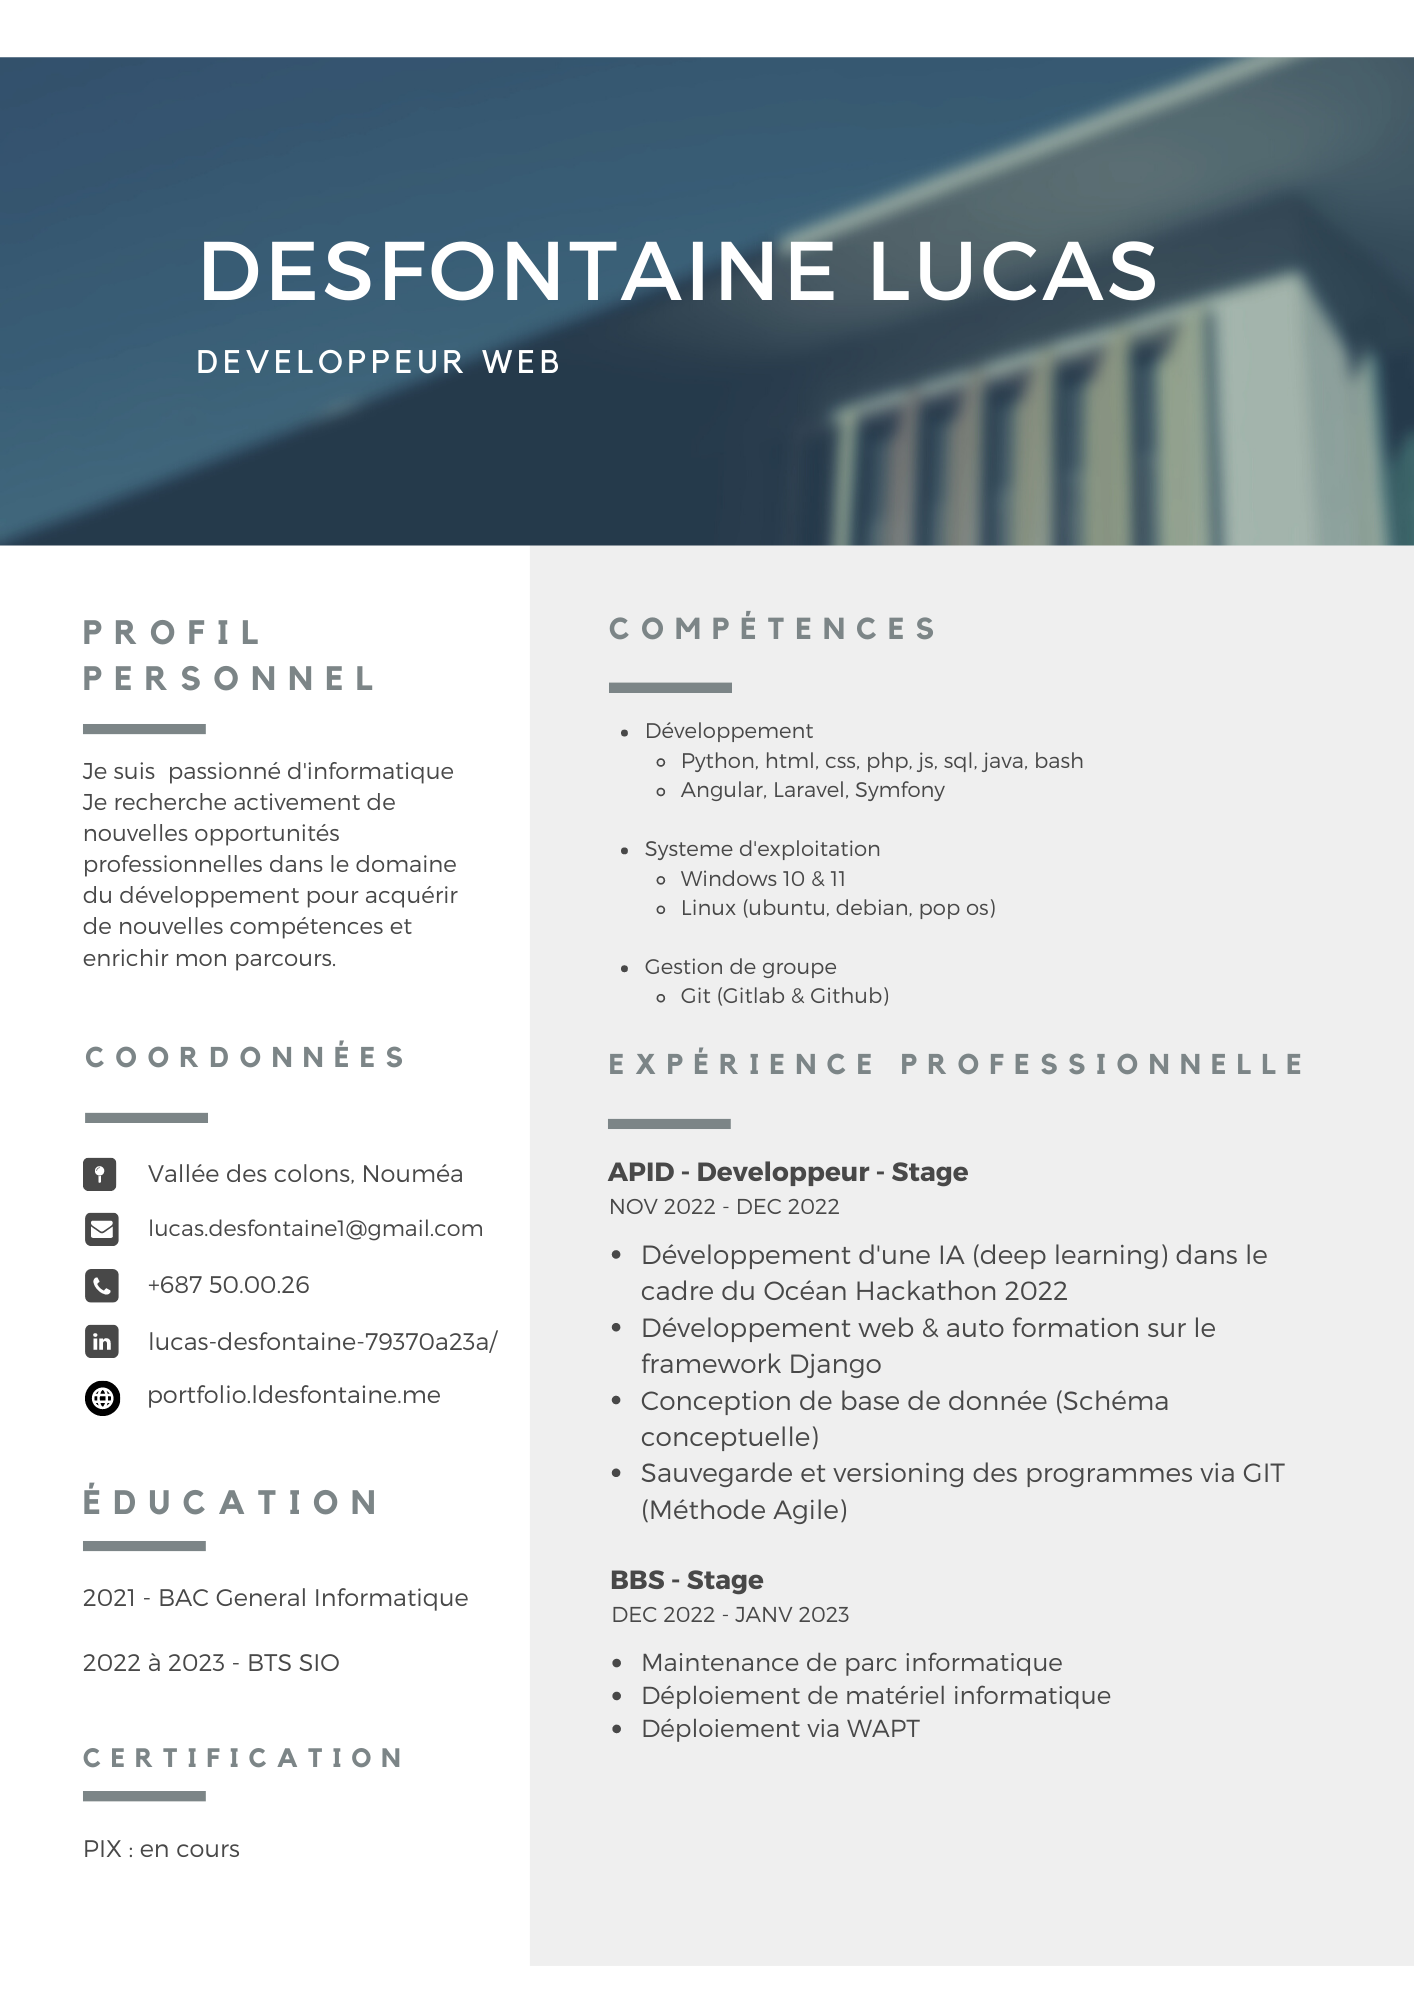 DESFONTAINE LUCAS
DEVELOPPEUR WEB
PROFIL
PERSONNEL
Je suis  passionné d'informatique
Je recherche activement de
nouvelles opportunités
professionnelles dans le domaine
du développement pour acquérir
de nouvelles compétences et
enrichir mon parcours.
COORDONNÉES
Vallée des colons, Nouméa
lucas.desfontaine1@gmail.com
+687 50.00.26
lucas-desfontaine-79370a23a/
portfolio.ldesfontaine.me
ÉDUCATION
2021 - BAC General Informatique
2022 à 2023 - BTS SIO
CERTIFICATION
PIX : en cours
COMPÉTENCES
• Développement
◦ Python, html, css, php, js, sql, java, bash
◦ Angular, Laravel, Symfony
• Systeme d'exploitation
◦ Windows 10 & 11
◦ Linux (ubuntu, debian, pop os)
• Gestion de groupe
◦ Git (Gitlab & Github)
EXPÉRIENCE PROFESSIONNELLE
APID - Developpeur - Stage
NOV 2022 - DEC 2022
• Développement d'une IA (deep learning) dans le
cadre du Océan Hackathon 2022
• Développement web & auto formation sur le
framework Django
• Conception de base de donnée (Schéma
conceptuelle)
• Sauvegarde et versioning des programmes via GIT
(Méthode Agile)
BBS - Stage
DEC 2022 - JANV 2023
• Maintenance de parc informatique
• Déploiement de matériel informatique
• Déploiement via WAPT